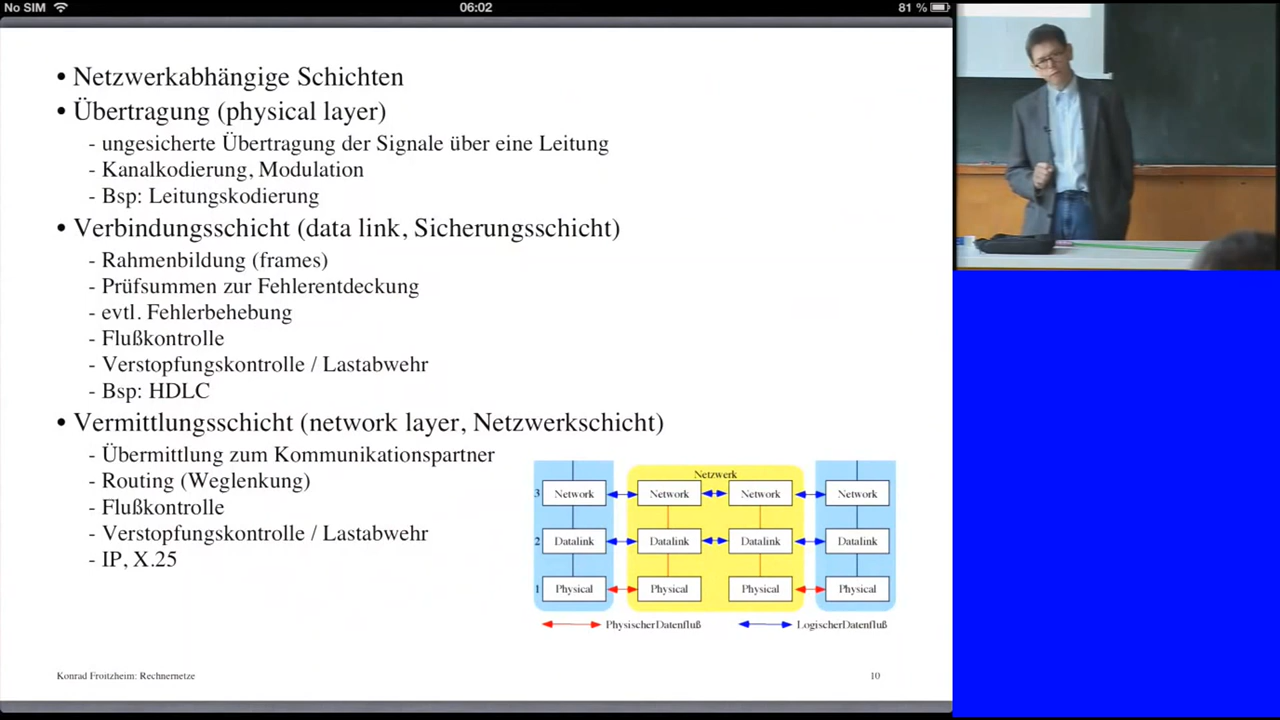 No SIM 06:02 81 %
• Netzwerkabhängige Schichten
• Übertragung (physical layer)
- ungesicherte Übertragung der Signale über eine Leitung
- Kanalkodierung, Modulation
- Bsp: Leitungskodierung
• Verbindungsschicht (data link, Sicherungsschicht)
- Rahmenbildung (frames)
- Prüfsummen zur Fehlerentdeckung
- evtl. Fehlerbehebung
- Flußkontrolle
- Verstopfungskontrolle / Lastabwehr
- Bsp: HDLC
• Vermittlungsschicht (network layer, Netzwerkschicht)
- Übermittlung zum Kommunikationspartner
- Routing (Weglenkung)
- Flußkontrolle
- Verstopfungskontrolle / Lastabwehr
- IP, X.25
Netzwerk
3 Network Network Network Network
2 Datalink Datalink Datalink Datalink
1 Physical Physical Physical Physical
PhysischerDatenfluß LogischerDatenfluß
Konrad Froitzheim: Rechnernetze 10